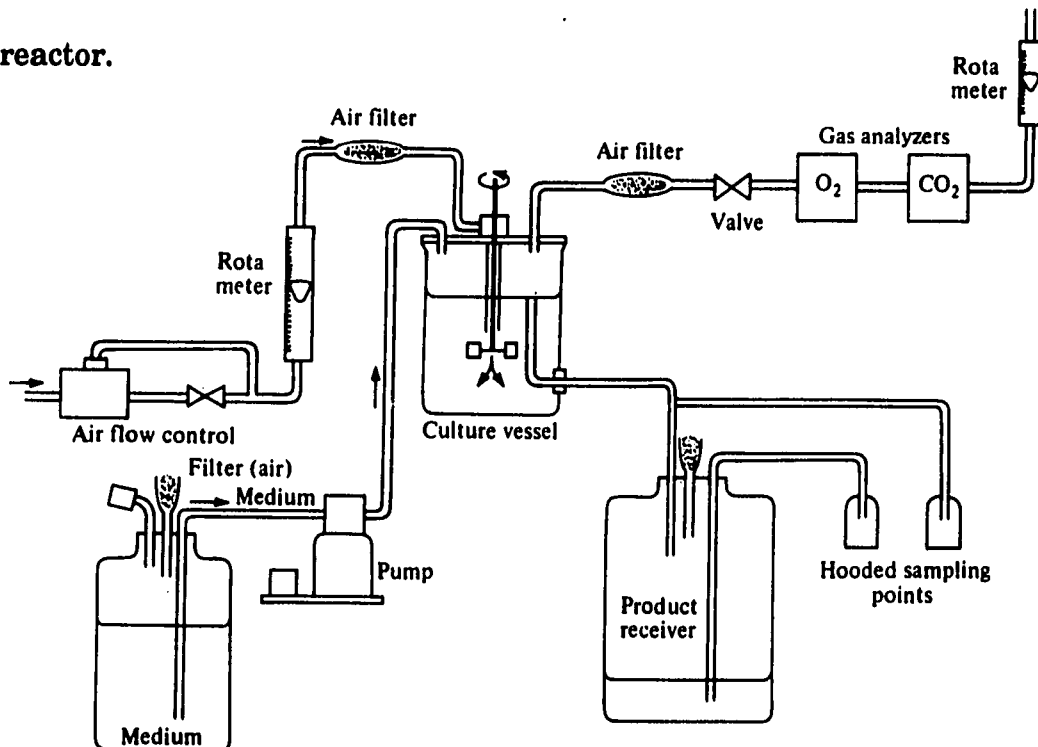 reactor.
Rota
meter
Air filter
Gas analyzers
Air filter
O₂
CO₂
Valve
Rota
meter
Air flow control
Culture vessel
Filter (air)
Medium
Pump
Hooded sampling
points
Product
receiver
Medium